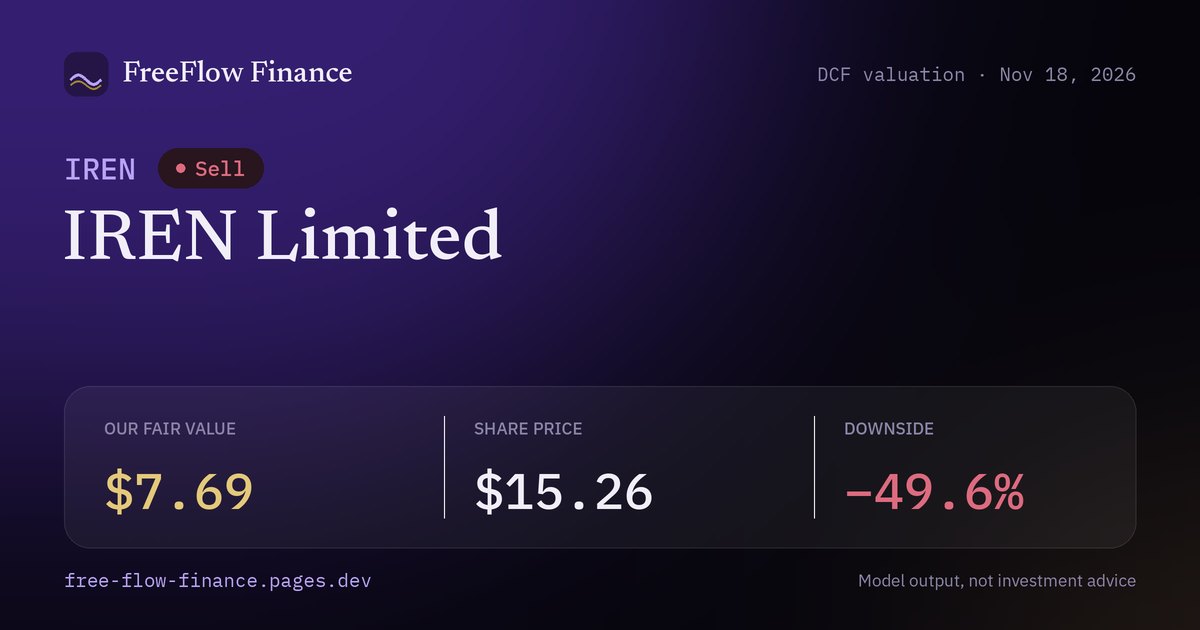 FreeFlow Finance
DCF valuation · Nov 18, 2026
IREN
Sell
IREN Limited
OUR FAIR VALUE
$7.69
SHARE PRICE
$15.26
DOWNSIDE
−49.6%
free-flow-finance.pages.dev
Model output, not investment advice